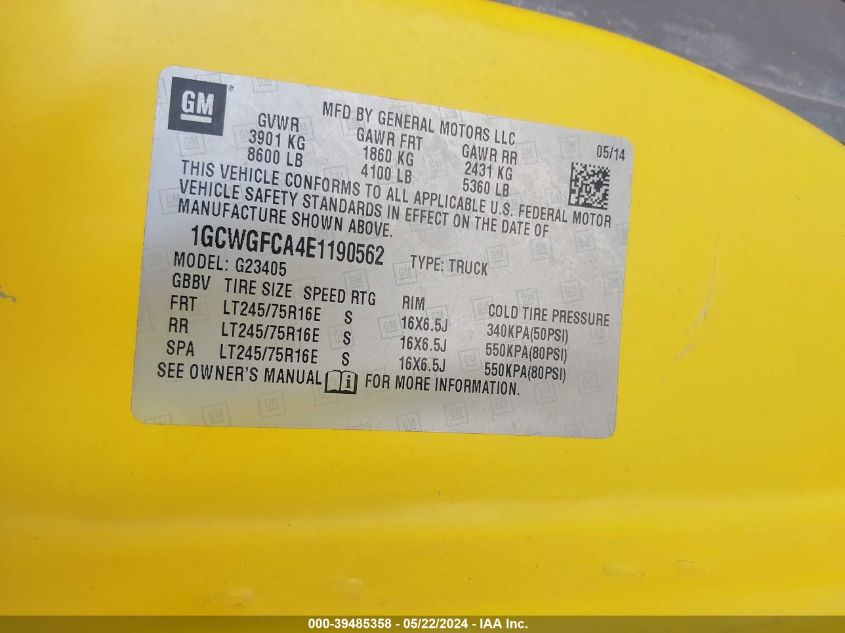 GM
MFD BY GENERAL MOTORS LLC
GVWR GAWR FRT GAWR RR 05/14
3901 KG 1860 KG 2431 KG
8600 LB 4100 LB 5360 LB
THIS VEHICLE CONFORMS TO ALL APPLICABLE U.S. FEDERAL MOTOR
VEHICLE SAFETY STANDARDS IN EFFECT ON THE DATE OF
MANUFACTURE SHOWN ABOVE.
1GCWGFCA4E1190562 TYPE: TRUCK
MODEL: G23405
GBBV TIRE SIZE SPEED RTG RIM COLD TIRE PRESSURE
FRT LT245/75R16E S 16X6.5J 340KPA(50PSI)
RR LT245/75R16E S 16X6.5J 550KPA(80PSI)
SPA LT245/75R16E S 16X6.5J 550KPA(80PSI)
SEE OWNER'S MANUAL i FOR MORE INFORMATION.
000-39485358 - 05/22/2024 - IAA Inc.